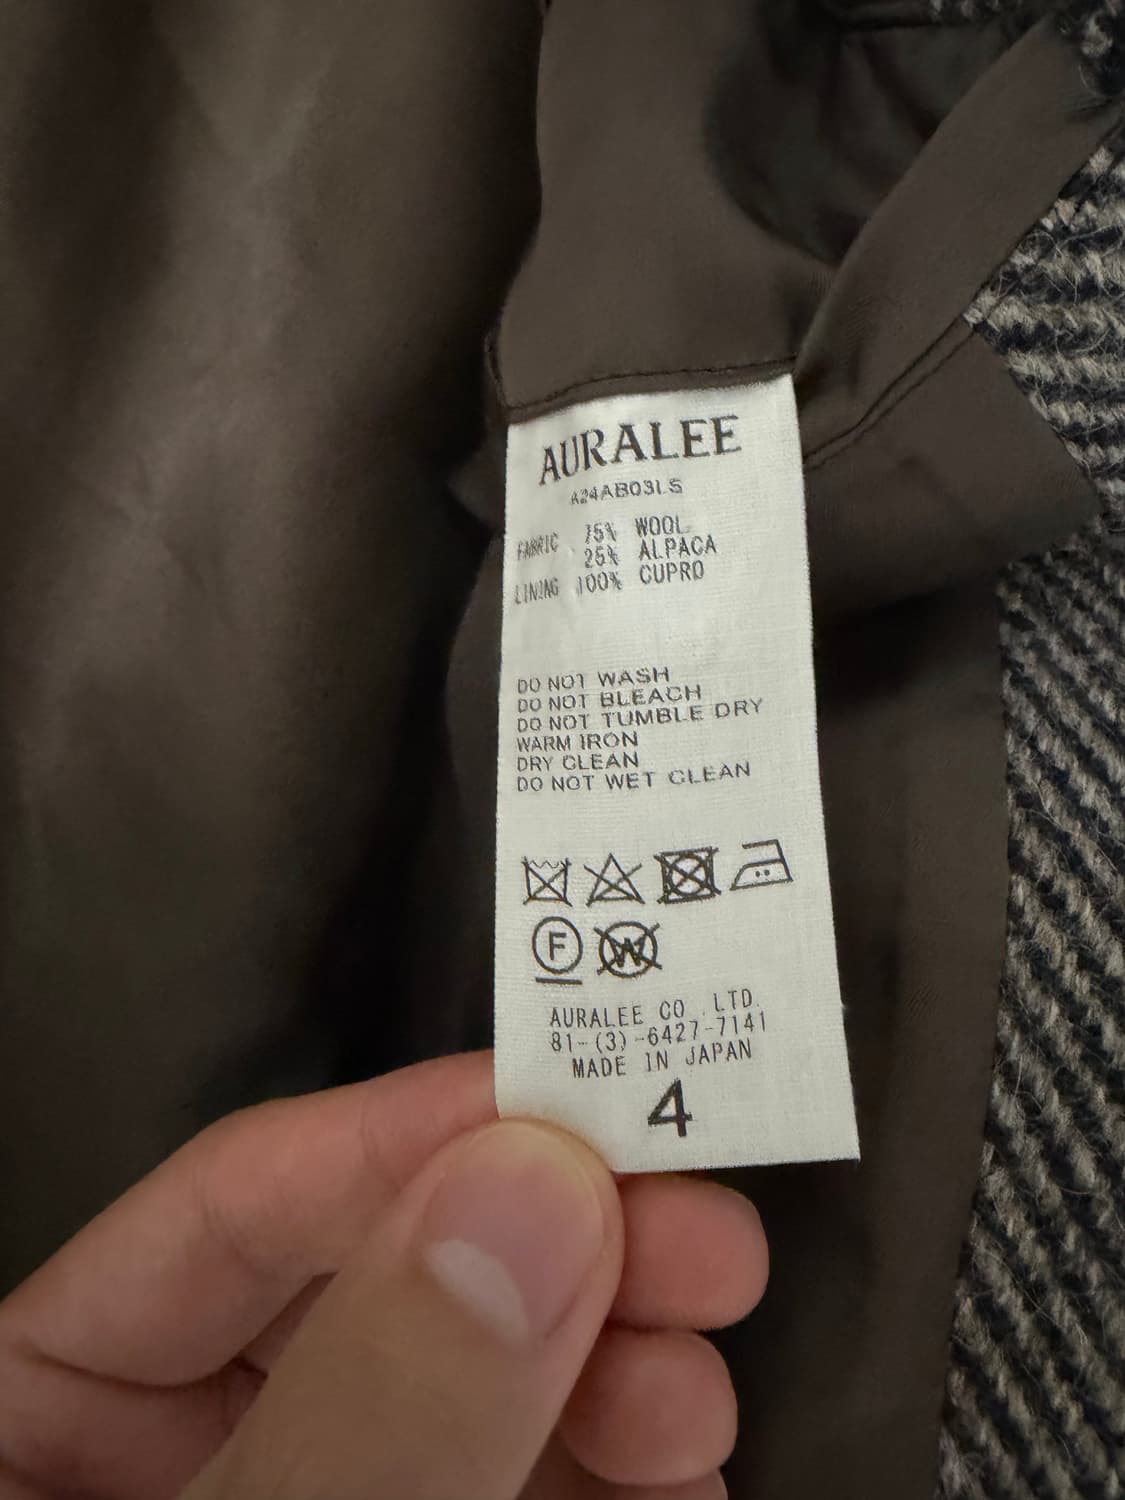 AURALEE
A24AB03LS
FABRIC 75% WOOL
25% ALPACA
LINING 100% CUPRO
DO NOT WASH
DO NOT BLEACH
DO NOT TUMBLE DRY
WARM IRON
DRY CLEAN
DO NOT WET CLEAN
F W
AURALEE CO., LTD.
81-(3)-6427-7141
MADE IN JAPAN
4